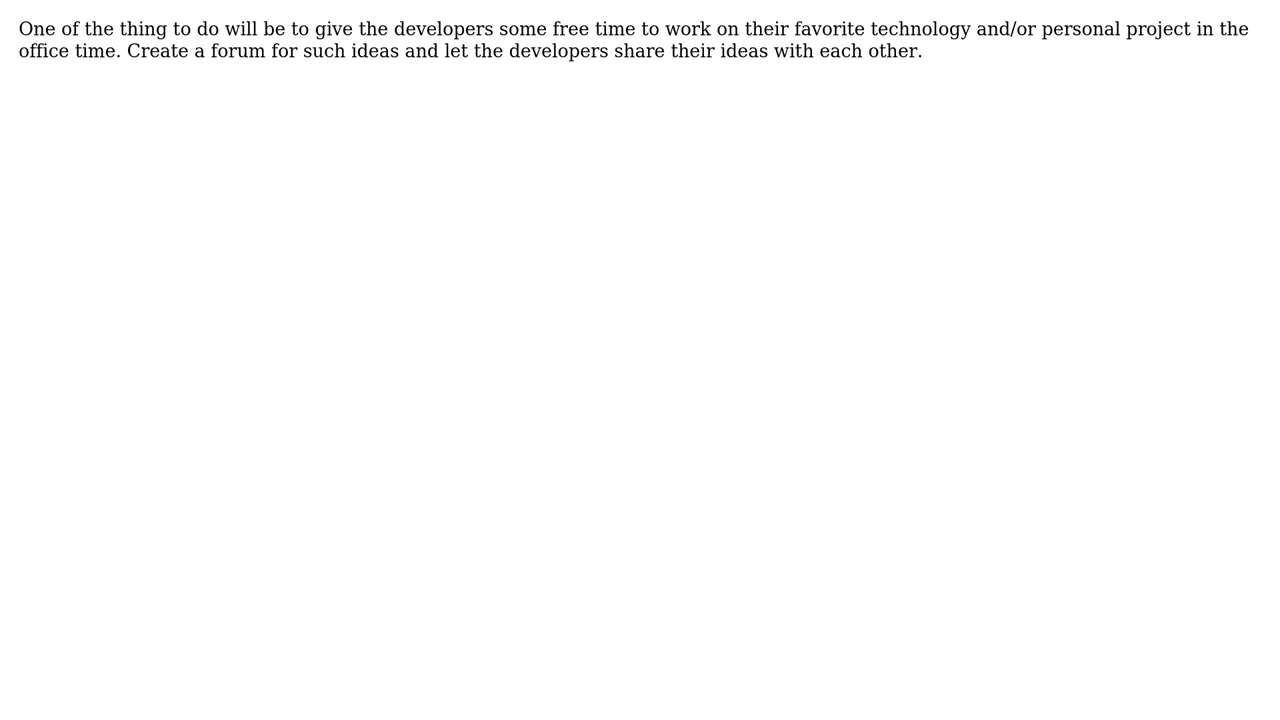 One of the thing to do will be to give the developers some free time to work on their favorite technology and/or personal project in the
office time. Create a forum for such ideas and let the developers share their ideas with each other.